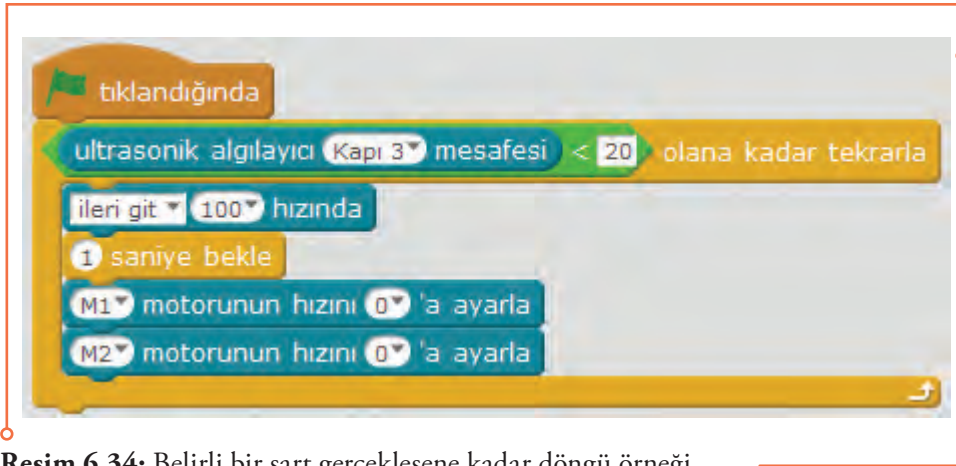 tıklandığında
ultrasonik algılayıcı Kapı 3 mesafesi < 20 olana kadar tekrarla
ileri git 100 hızında
1 saniye bekle
M1 motorunun hızını 0 'a ayarla
M2 motorunun hızını 0 'a ayarla
Resim 6.34: Belirli bir şart gerçekleşene kadar döngü örneği